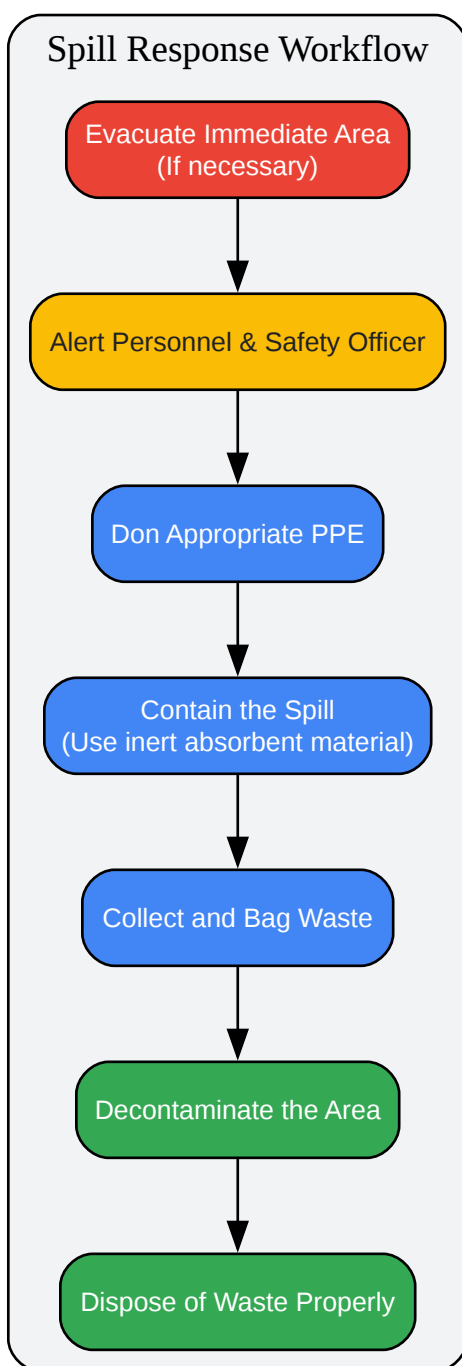 Spill Response Workflow
Evacuate Immediate Area
(If necessary)
Alert Personnel & Safety Officer
Don Appropriate PPE
Contain the Spill
(Use inert absorbent material)
Collect and Bag Waste
Decontaminate the Area
Dispose of Waste Properly